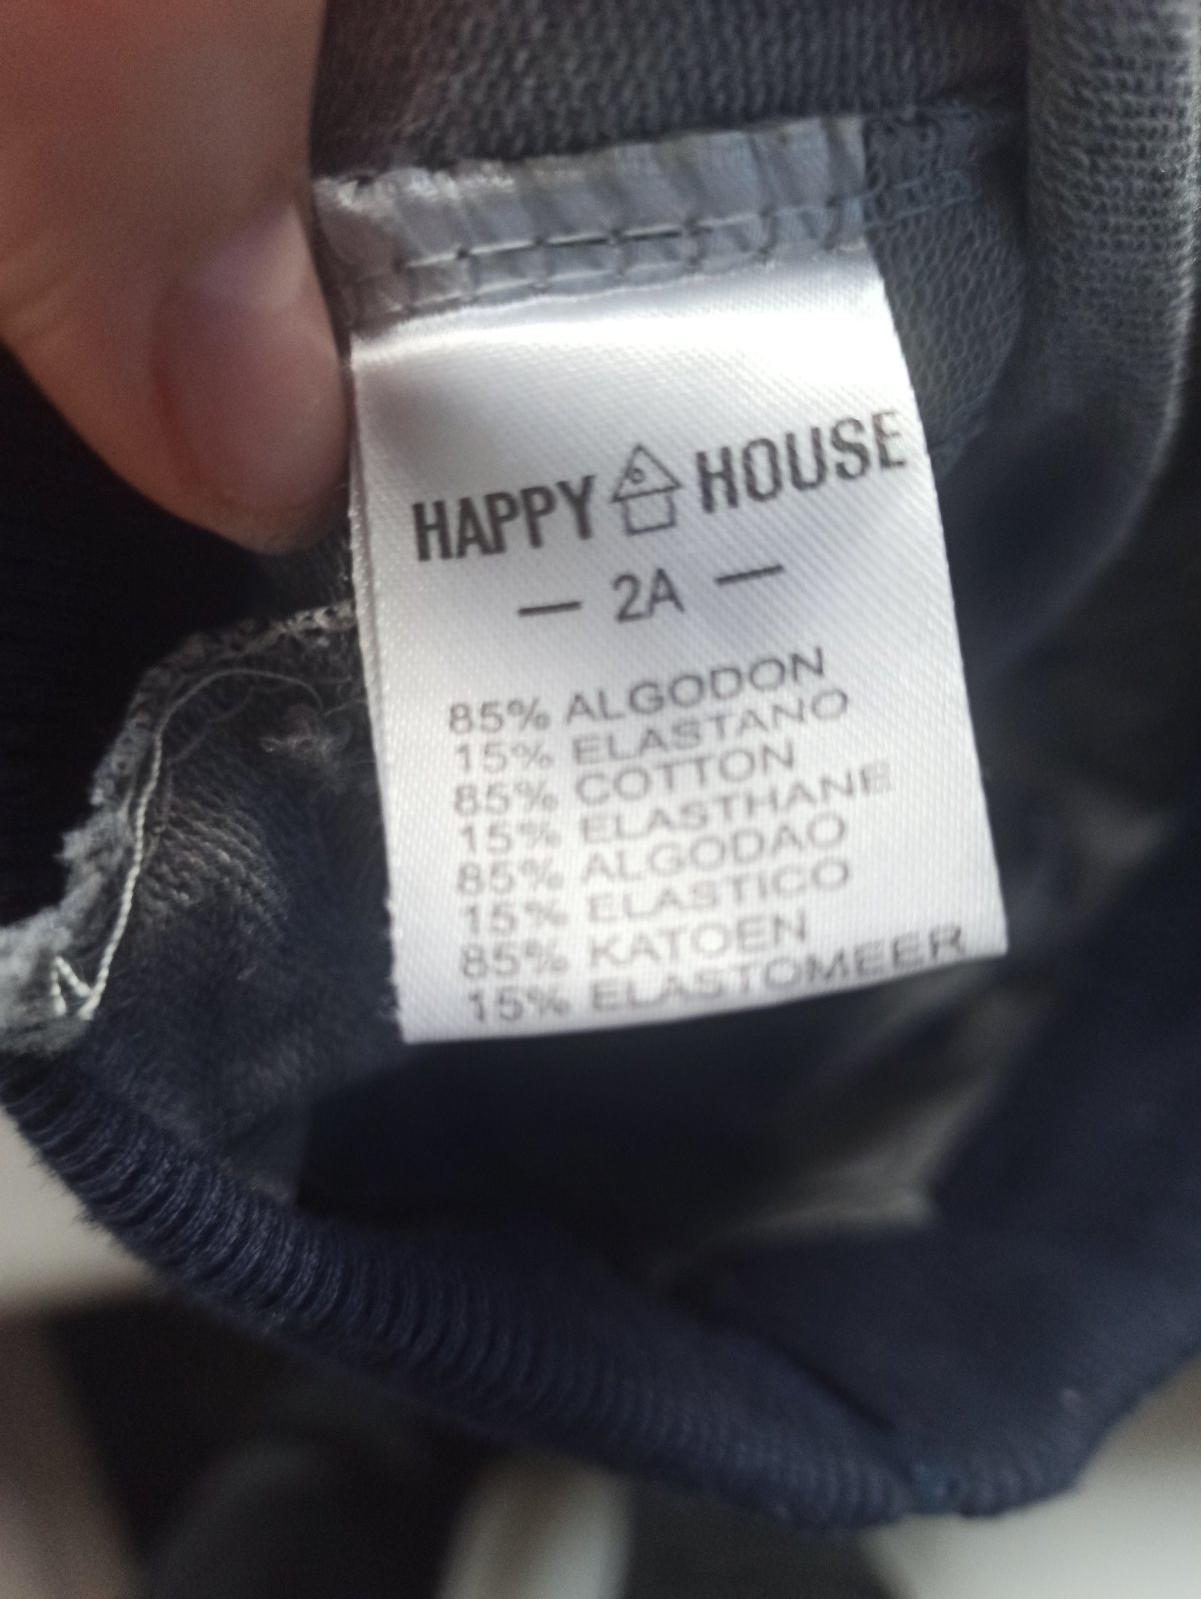 HAPPY HOUSE
— 2A —
85% ALGODON
15% ELASTANO
85% COTTON
15% ELASTHANE
85% ALGODAO
15% ELASTICO
85% KATOEN
15% ELASTOMEER